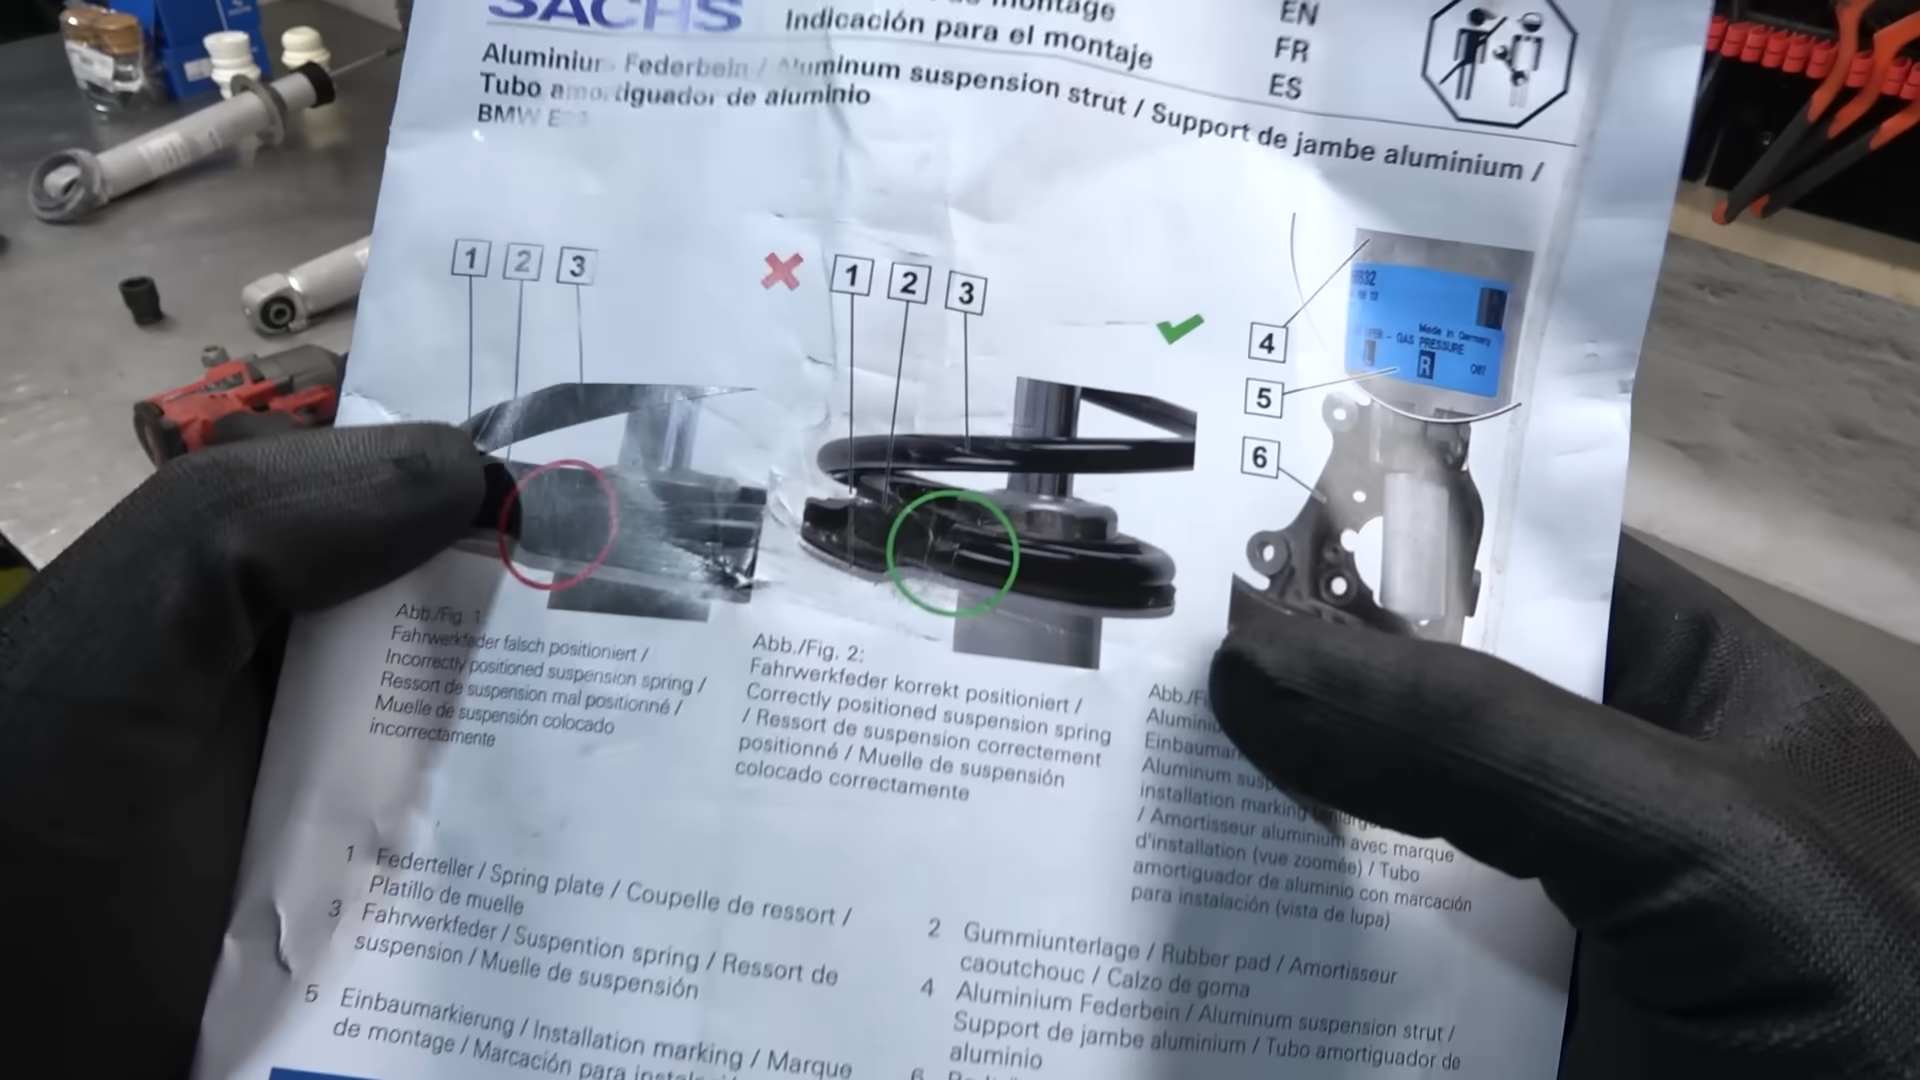 SACHS
montage
Indicación para el montaje
EN
FR
ES
Federbein / Aluminum suspension strut / Support de jambe aluminium /
Tubo amortiguador de aluminio
BMW
1 2 3
1 2 3
4
5
6
Made in Germany
GAS PRESSURE
R
Abb./Fig. 1
Fahrwerkfeder falsch positioniert /
Incorrectly positioned suspension spring /
Ressort de suspension mal positionné /
Muelle de suspensión colocado
incorrectamente
Abb./Fig. 2:
Fahrwerkfeder korrekt positioniert /
Correctly positioned suspension spring
/ Ressort de suspension correctement
positionné / Muelle de suspensión
colocado correctamente
Aluminum
installation marking
/ Amortisseur aluminium avec marque
d'installation (vue zoomée) / Tubo
amortiguador de aluminio con marcación
para instalación (vista de lupa)
1 Federteller / Spring plate / Coupelle de ressort /
Platillo de muelle
3 Fahrwerkfeder / Suspention spring / Ressort de
suspension / Muelle de suspensión
5 Einbaumarkierung / Installation marking / Marque
de montage / Marcación para
2 Gummiunterlage / Rubber pad / Amortisseur
caoutchouc / Calzo de goma
4 Aluminium Federbein / Aluminum suspension strut /
Support de jambe aluminium / Tubo amortiguador de
aluminio
6